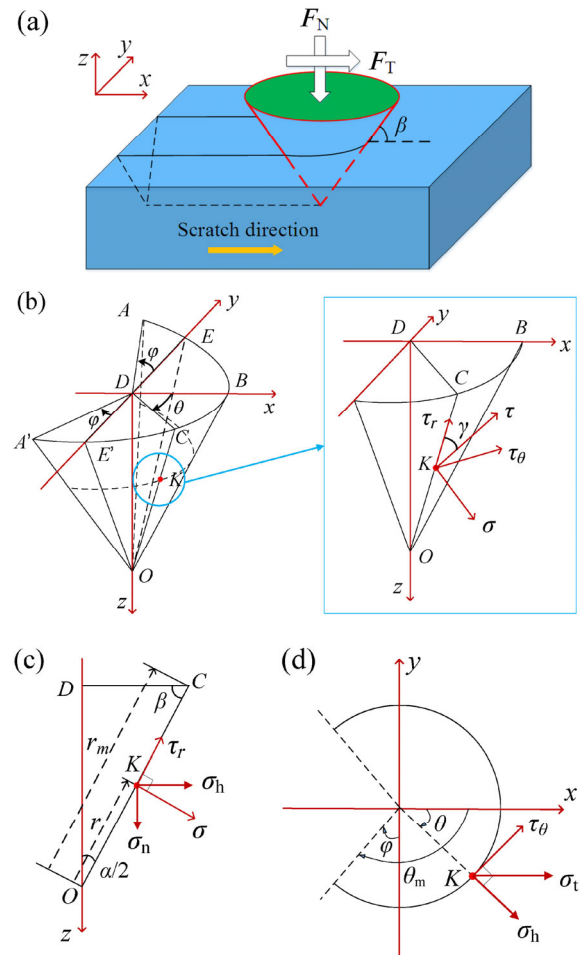 (a)
F_N
F_T
z
y
x
β
Scratch direction
(b)
A
φ
E
y
D
B
θ
x
φ
C
A'
E'
K
O
z
y
D
B
x
C
τ_r
γ
τ
K
τ_θ
σ
O
z
(c)
D
C
β
r_m
K
τ_r
r
σ_h
σ_n
σ
O
α/2
z
(d)
y
x
θ
φ
τ_θ
θ_m
K
σ_t
σ_h